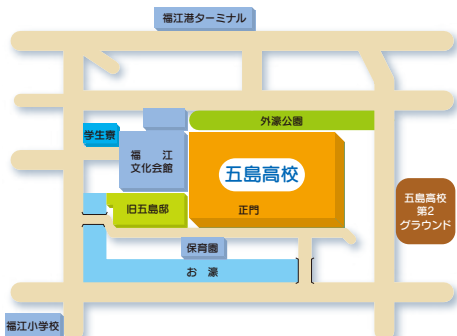 福江港ターミナル
外濠公園
学生寮
福江
文化会館
五島高校
旧五島邸
正門
五島高校
第2
グラウンド
保育園
お濠
福江小学校